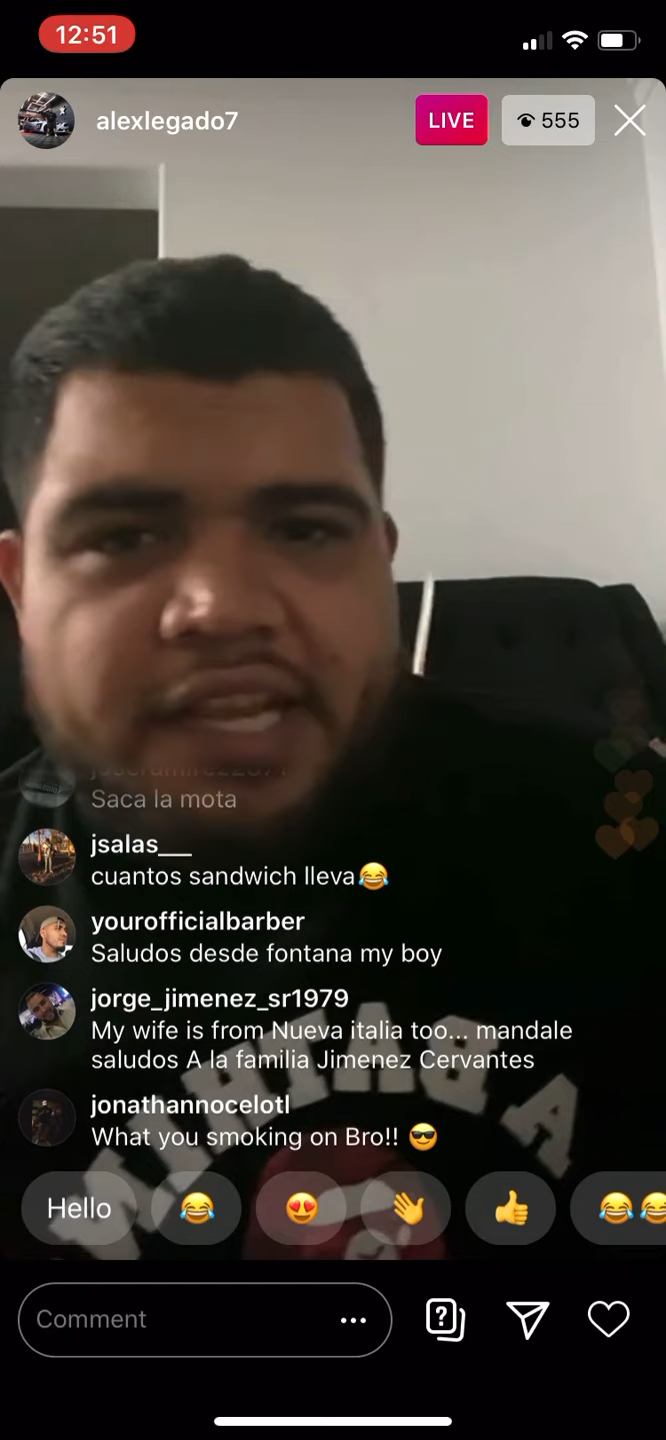 12:51
alexlegado7
LIVE
555
Saca la mota
jsalas___
cuantos sandwich lleva😂
yourofficialbarber
Saludos desde fontana my boy
jorge_jimenez_sr1979
My wife is from Nueva italia too... mandale
saludos A la familia Jimenez Cervantes
jonathannocelotl
What you smoking on Bro!! 😎
Hello 😂 😍 👋 👍 😂😂
Comment